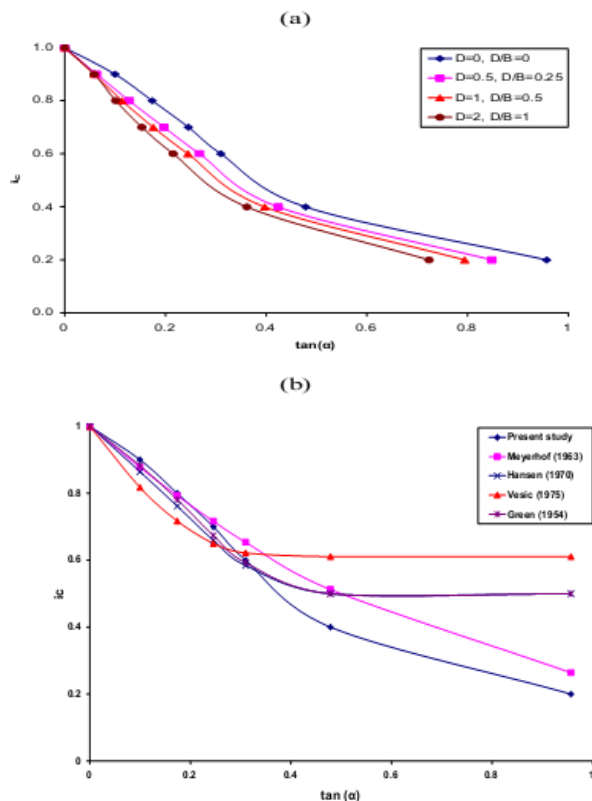 (a)
1.0
0.8
0.6
0.4
0.2
0.0
i_c
0
0.2
0.4
0.6
0.8
1
tan(α)
D=0, D/B=0
D=0.5, D/B=0.25
D=1, D/B=0.5
D=2, D/B=1
(b)
1
0.8
0.6
0.4
0.2
0
ic
0
0.2
0.4
0.6
0.8
1
tan (α)
Present study
Meyerhof (1963)
Hansen (1970)
Vesic (1975)
Green (1954)